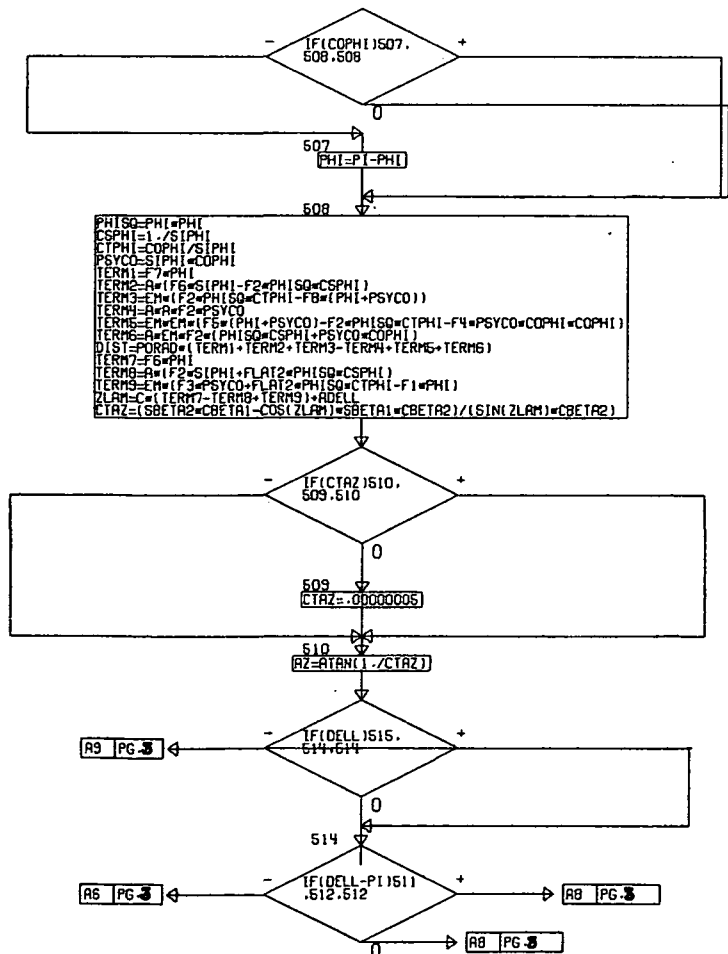 IF(COPHI)507,
508,508
-
+
0
507
PHI=PI-PHI
508
PHISQ=PHI*PHI
CSPHI=1./SIPHI
CTPHI=COPHI/SIPHI
PSYCO=SIPHI*COPHI
TERM1=F7*PHI
TERM2=A*(F6*SIPHI-F2*PHISQ*CSPHI)
TERM3=EM*(F2*PHISQ*CTPHI-F8*(PHI+PSYCO))
TERM4=A*A*F2*PSYCO
TERM5=EM*EM*(F5*(PHI+PSYCO)-F2*PHISQ*CTPHI-F4*PSYCO*COPHI*COPHI)
TERM6=A*EM*F2*(PHISQ*CSPHI+PSYCO*COPHI)
DIST=PORAD*(TERM1+TERM2+TERM3-TERM4+TERM5+TERM6)
TERM7=F6*PHI
TERM8=A*(F2*SIPHI+FLAT2*PHISQ*CSPHI)
TERM9=EM*(F3*PSYCO+FLAT2*PHISQ*CTPHI-F1*PHI)
ZLAM=C*(TERM7-TERM8+TERM9)+ADELL
CTAZ=(SBETA2*CBETA1-COS(ZLAM)*SBETA1*CBETA2)/(SIN(ZLAM)*CBETA2)
-
+
IF(CTAZ)510,
509,510
0
509
CTAZ=.00000005
510
AZ=ATAN(1./CTAZ)
-
+
IF(DELL)515,
514,514
A9 PG.3
0
514
-
+
IF(DELL-PI)511
,512,512
A6 PG.3
A8 PG.3
0
A8 PG.3